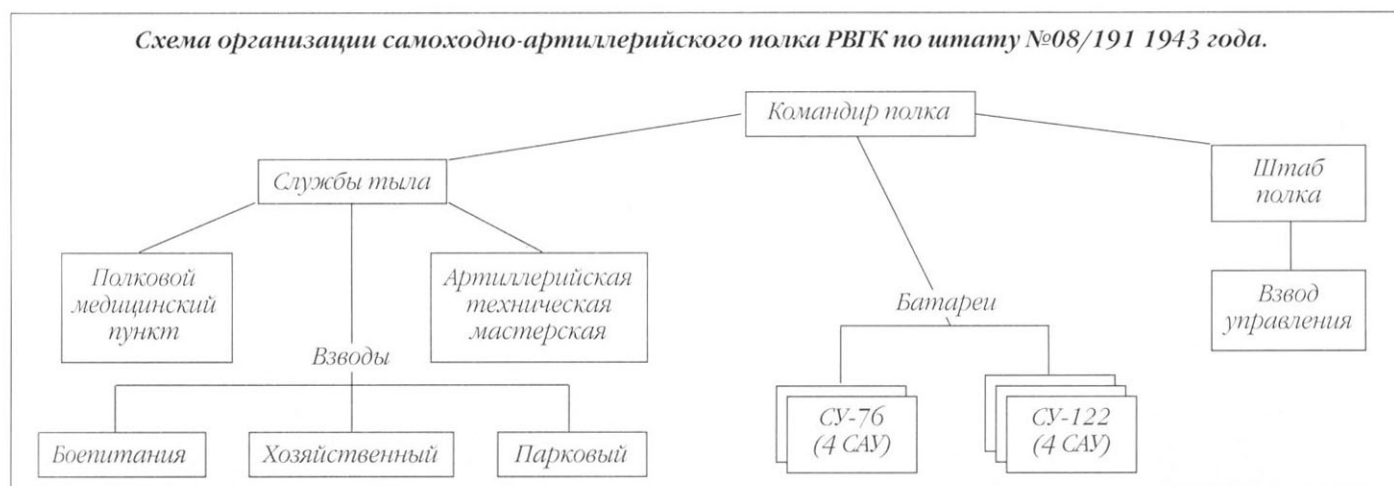 Схема организации самоходно-артиллерийского полка РВГК по штату №08/191 1943 года.
Командир полка
Службы тыла
Штаб
полка
Полковой
медицинский
пункт
Артиллерийская
техническая
мастерская
Взвод
управления
Батареи
Взводы
СУ-76
(4 САУ)
СУ-122
(4 САУ)
Боепитания
Хозяйственный
Парковый